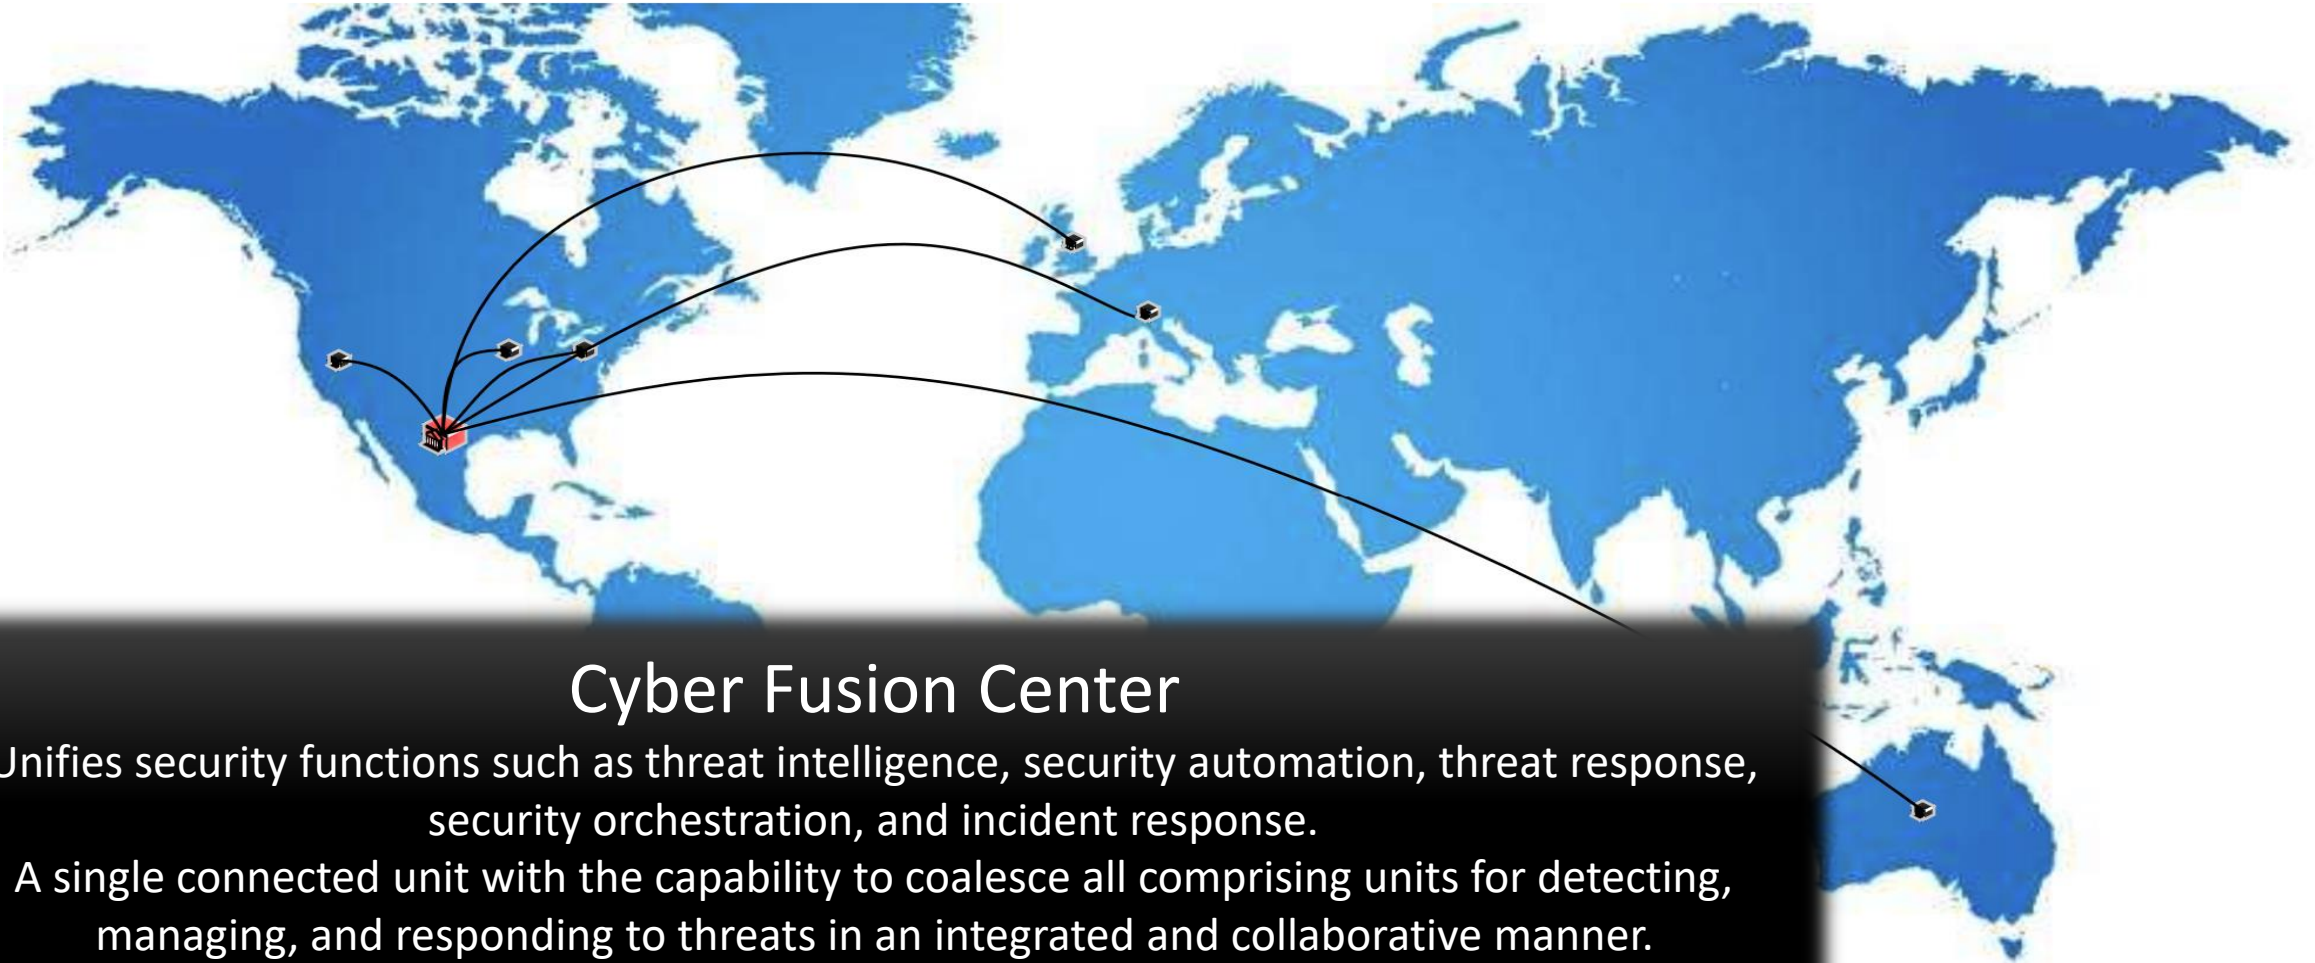 Cyber Fusion Center
Unifies security functions such as threat intelligence, security automation, threat response,
security orchestration, and incident response.
A single connected unit with the capability to coalesce all comprising units for detecting,
managing, and responding to threats in an integrated and collaborative manner.